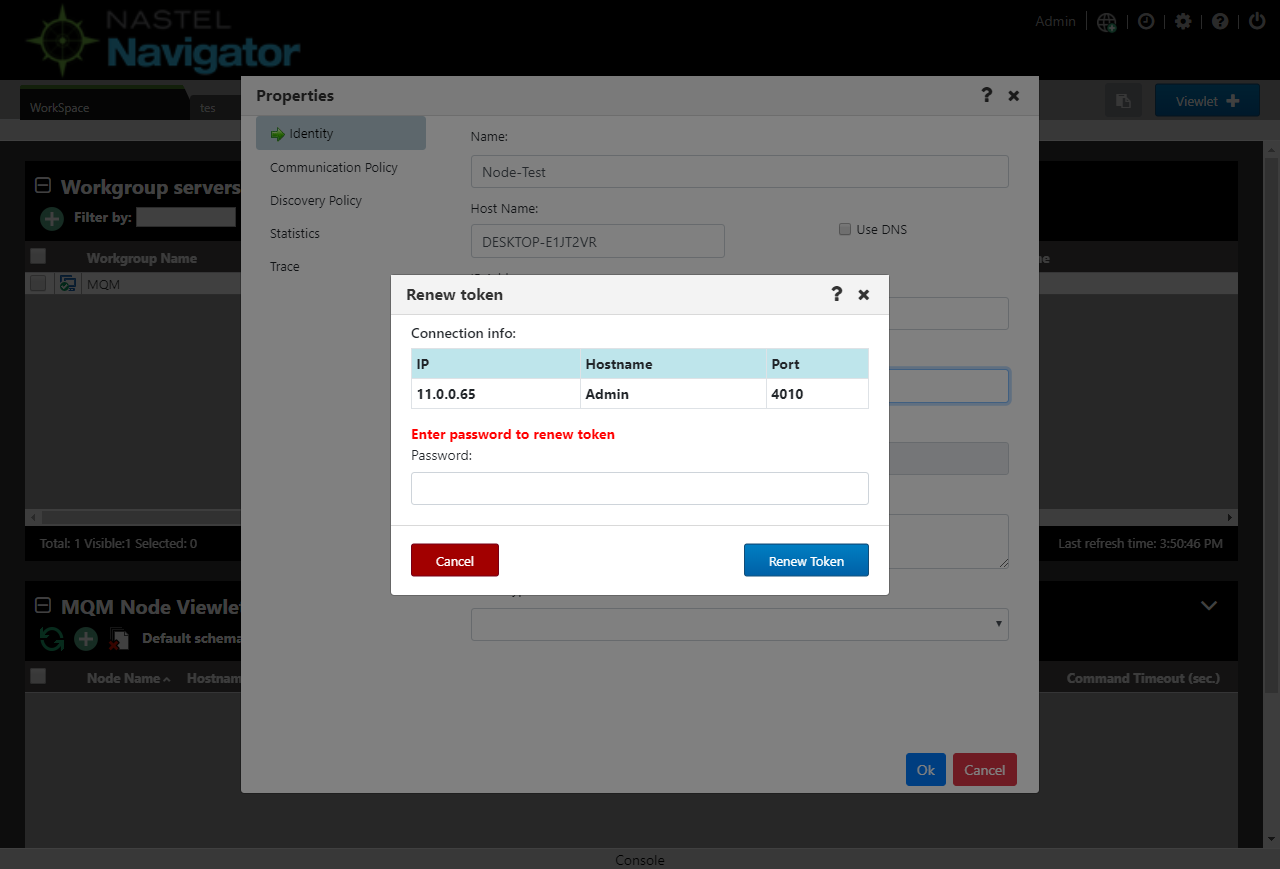 NASTEL
Navigator
Admin
WorkSpace
tes
Viewlet
Properties
Identity
Communication Policy
Discovery Policy
Statistics
Trace
Name:
Node-Test
Host Name:
DESKTOP-E1JT2VR
Use DNS
Workgroup servers
Filter by:
Workgroup Name
MQM
Total: 1 Visible:1 Selected: 0
Last refresh time: 3:50:46 PM
Renew token
Connection info:
IP Hostname Port
11.0.0.65 Admin 4010
Enter password to renew token
Password:
Cancel
Renew Token
MQM Node Viewlet
Default schema
Node Name Hostnam
Command Timeout (sec.)
Ok
Cancel
Console